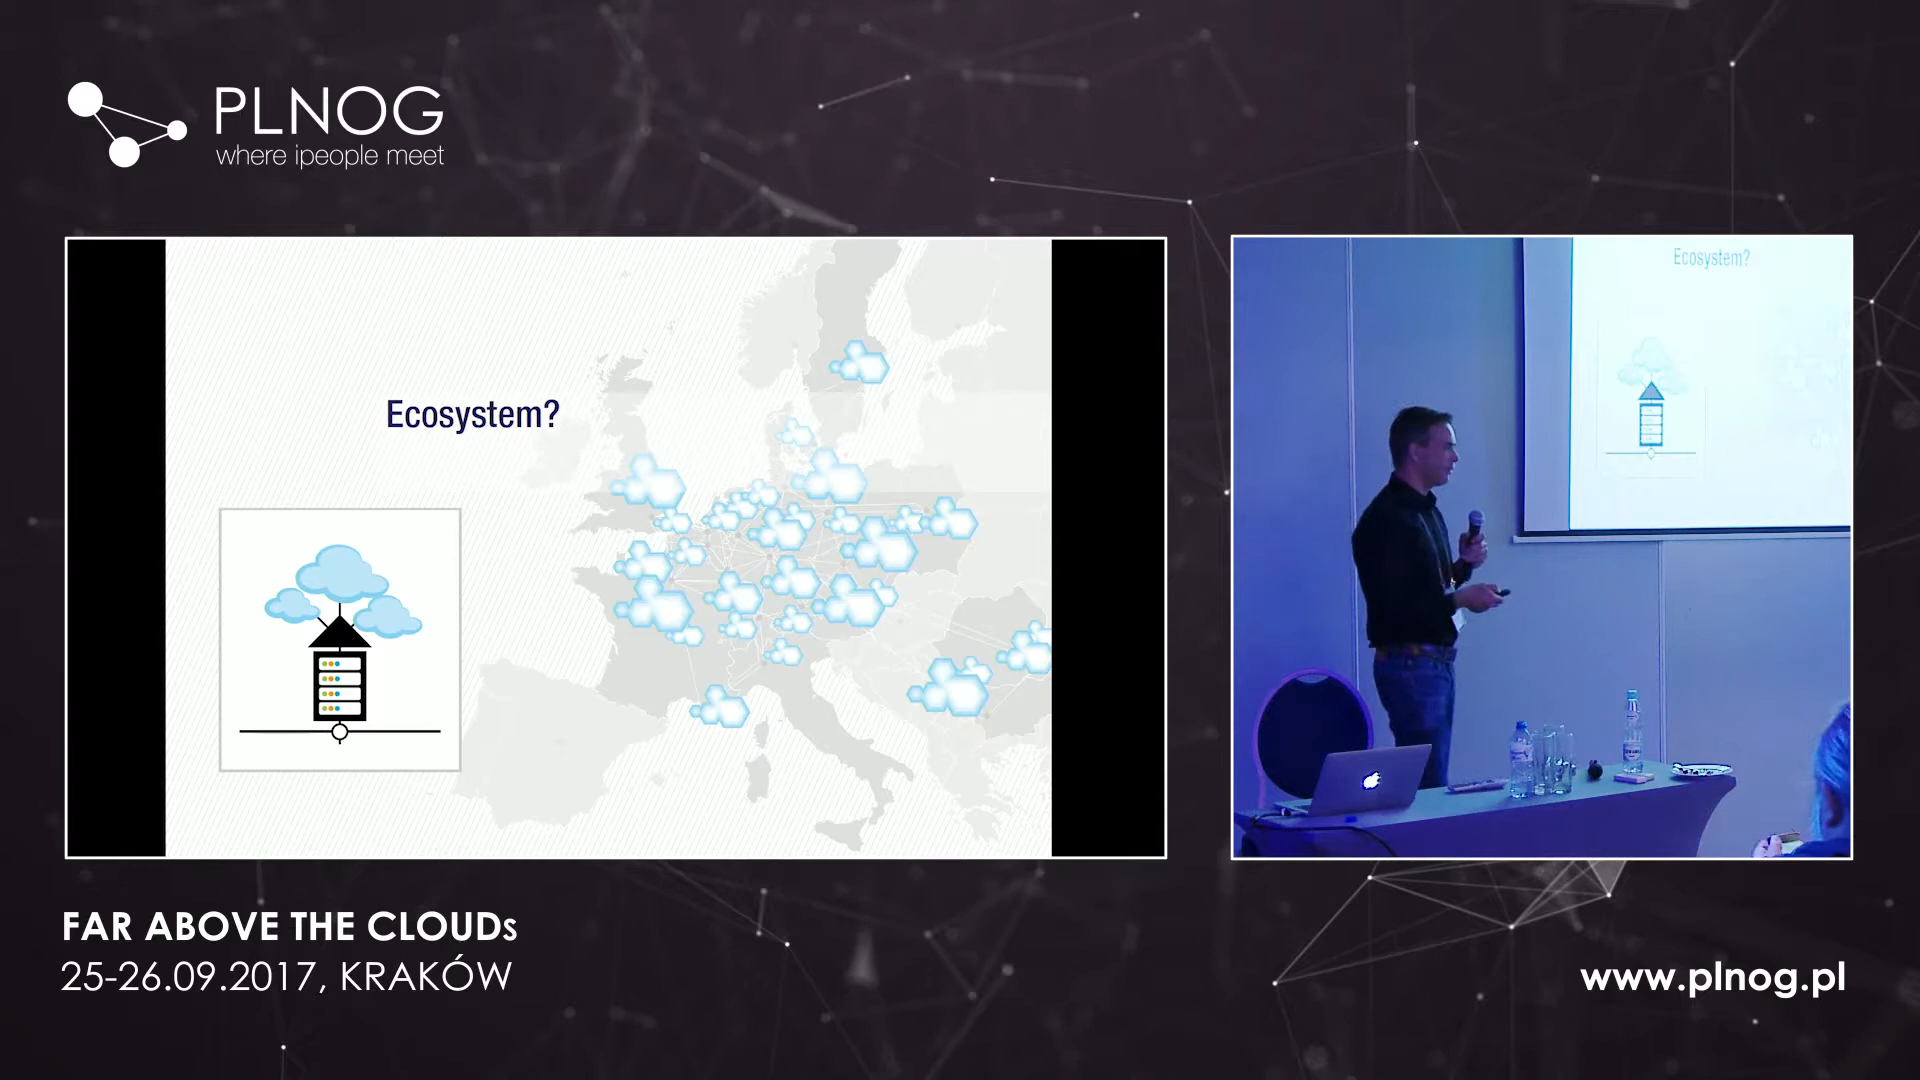 PLNOG
where ipeople meet
Ecosystem?
Ecosystem?
FAR ABOVE THE CLOUDs
25-26.09.2017, KRAKÓW
www.plnog.pl